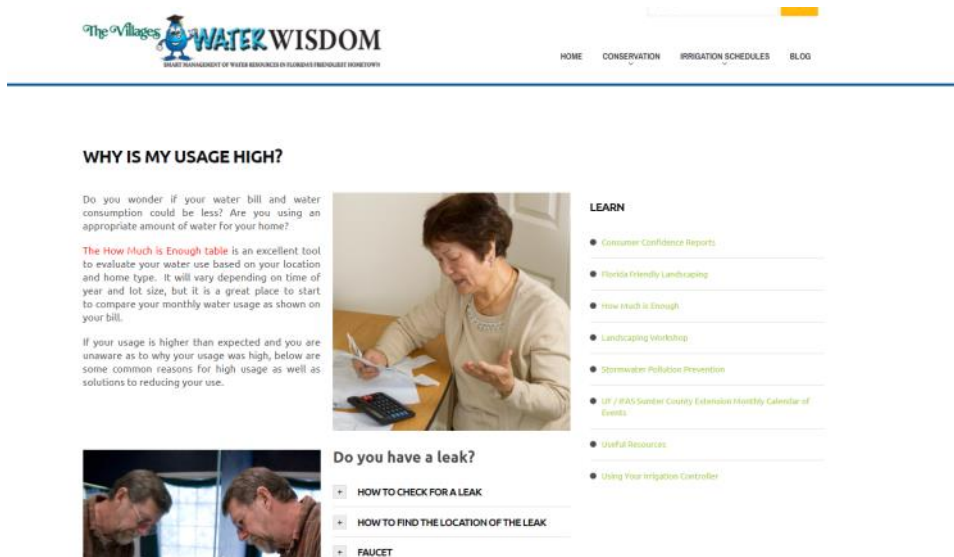 The Villages
WATER WISDOM
SMART MANAGEMENT OF WATER RESOURCES IN FLORIDA'S FRIENDLIEST HOMETOWN
HOME CONSERVATION IRRIGATION SCHEDULES BLOG
WHY IS MY USAGE HIGH?
Do you wonder if your water bill and water
consumption could be less? Are you using an
appropriate amount of water for your home?
The How Much is Enough table is an excellent tool
to evaluate your water use based on your location
and home type. It will vary depending on time of
year and lot size, but it is a great place to start
to compare your monthly water usage as shown on
your bill.
If your usage is higher than expected and you are
unaware as to why your usage was high, below are
some common reasons for high usage as well as
solutions to reducing your use.
Do you have a leak?
+ HOW TO CHECK FOR A LEAK
+ HOW TO FIND THE LOCATION OF THE LEAK
+ FAUCET
LEARN
Consumer Confidence Reports
Florida Friendly Landscaping
How Much is Enough
Landscaping Workshop
Stormwater Pollution Prevention
UF / IFAS Sumter County Extension Monthly Calendar of
Events
Useful Resources
Using Your Irrigation Controller